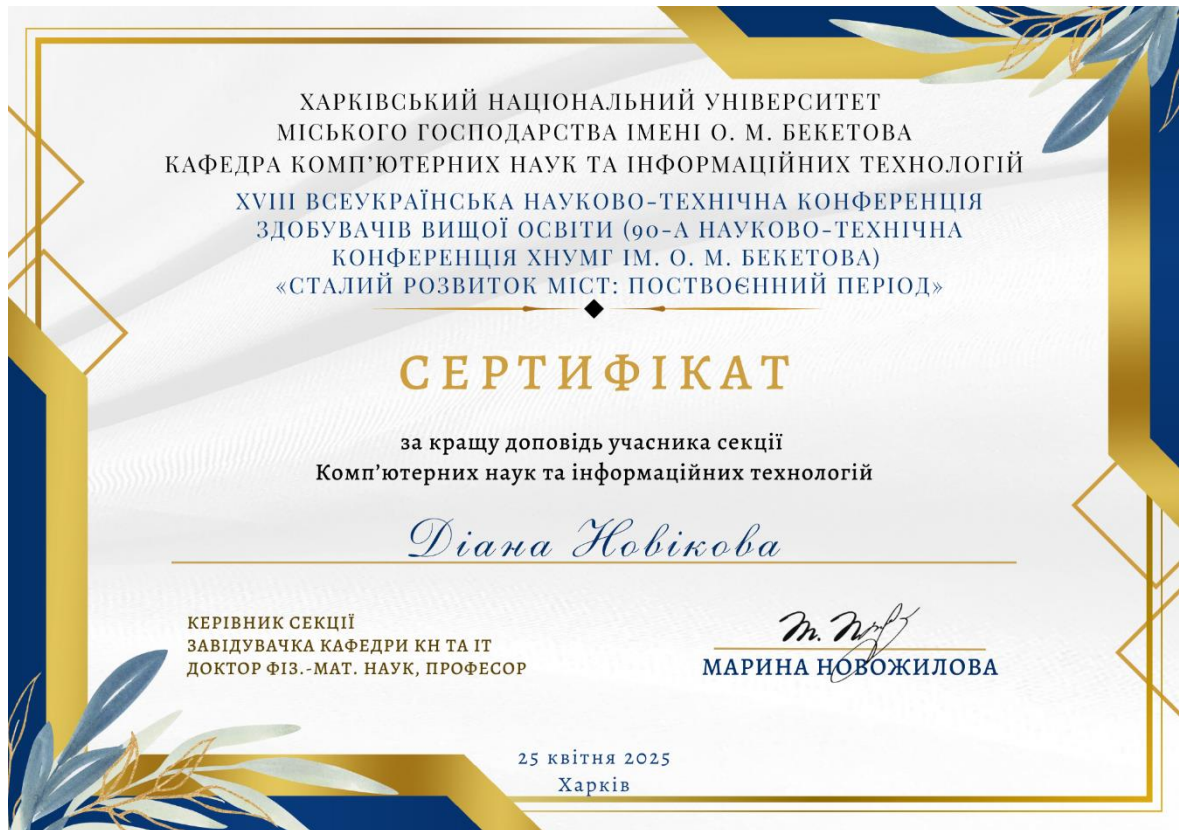 ХАРКІВСЬКИЙ НАЦІОНАЛЬНИЙ УНІВЕРСИТЕТ
МІСЬКОГО ГОСПОДАРСТВА ІМЕНІ О. М. БЕКЕТОВА
КАФЕДРА КОМП’ЮТЕРНИХ НАУК ТА ІНФОРМАЦІЙНИХ ТЕХНОЛОГІЙ
XVIII ВСЕУКРАЇНСЬКА НАУКОВО-ТЕХНІЧНА КОНФЕРЕНЦІЯ
ЗДОБУВАЧІВ ВИЩОЇ ОСВІТИ (90-А НАУКОВО-ТЕХНІЧНА
КОНФЕРЕНЦІЯ ХНУМГ ІМ. О. М. БЕКЕТОВА)
«СТАЛИЙ РОЗВИТОК МІСТ: ПОСТВОЄННИЙ ПЕРІОД»
СЕРТИФІКАТ
за кращу доповідь учасника секції
Комп’ютерних наук та інформаційних технологій
Діана Новікова
КЕРІВНИК СЕКЦІЇ
ЗАВІДУВАЧКА КАФЕДРИ КН ТА ІТ
ДОКТОР ФІЗ.-МАТ. НАУК, ПРОФЕСОР
МАРИНА НОВОЖИЛОВА
25 квітня 2025
Харків